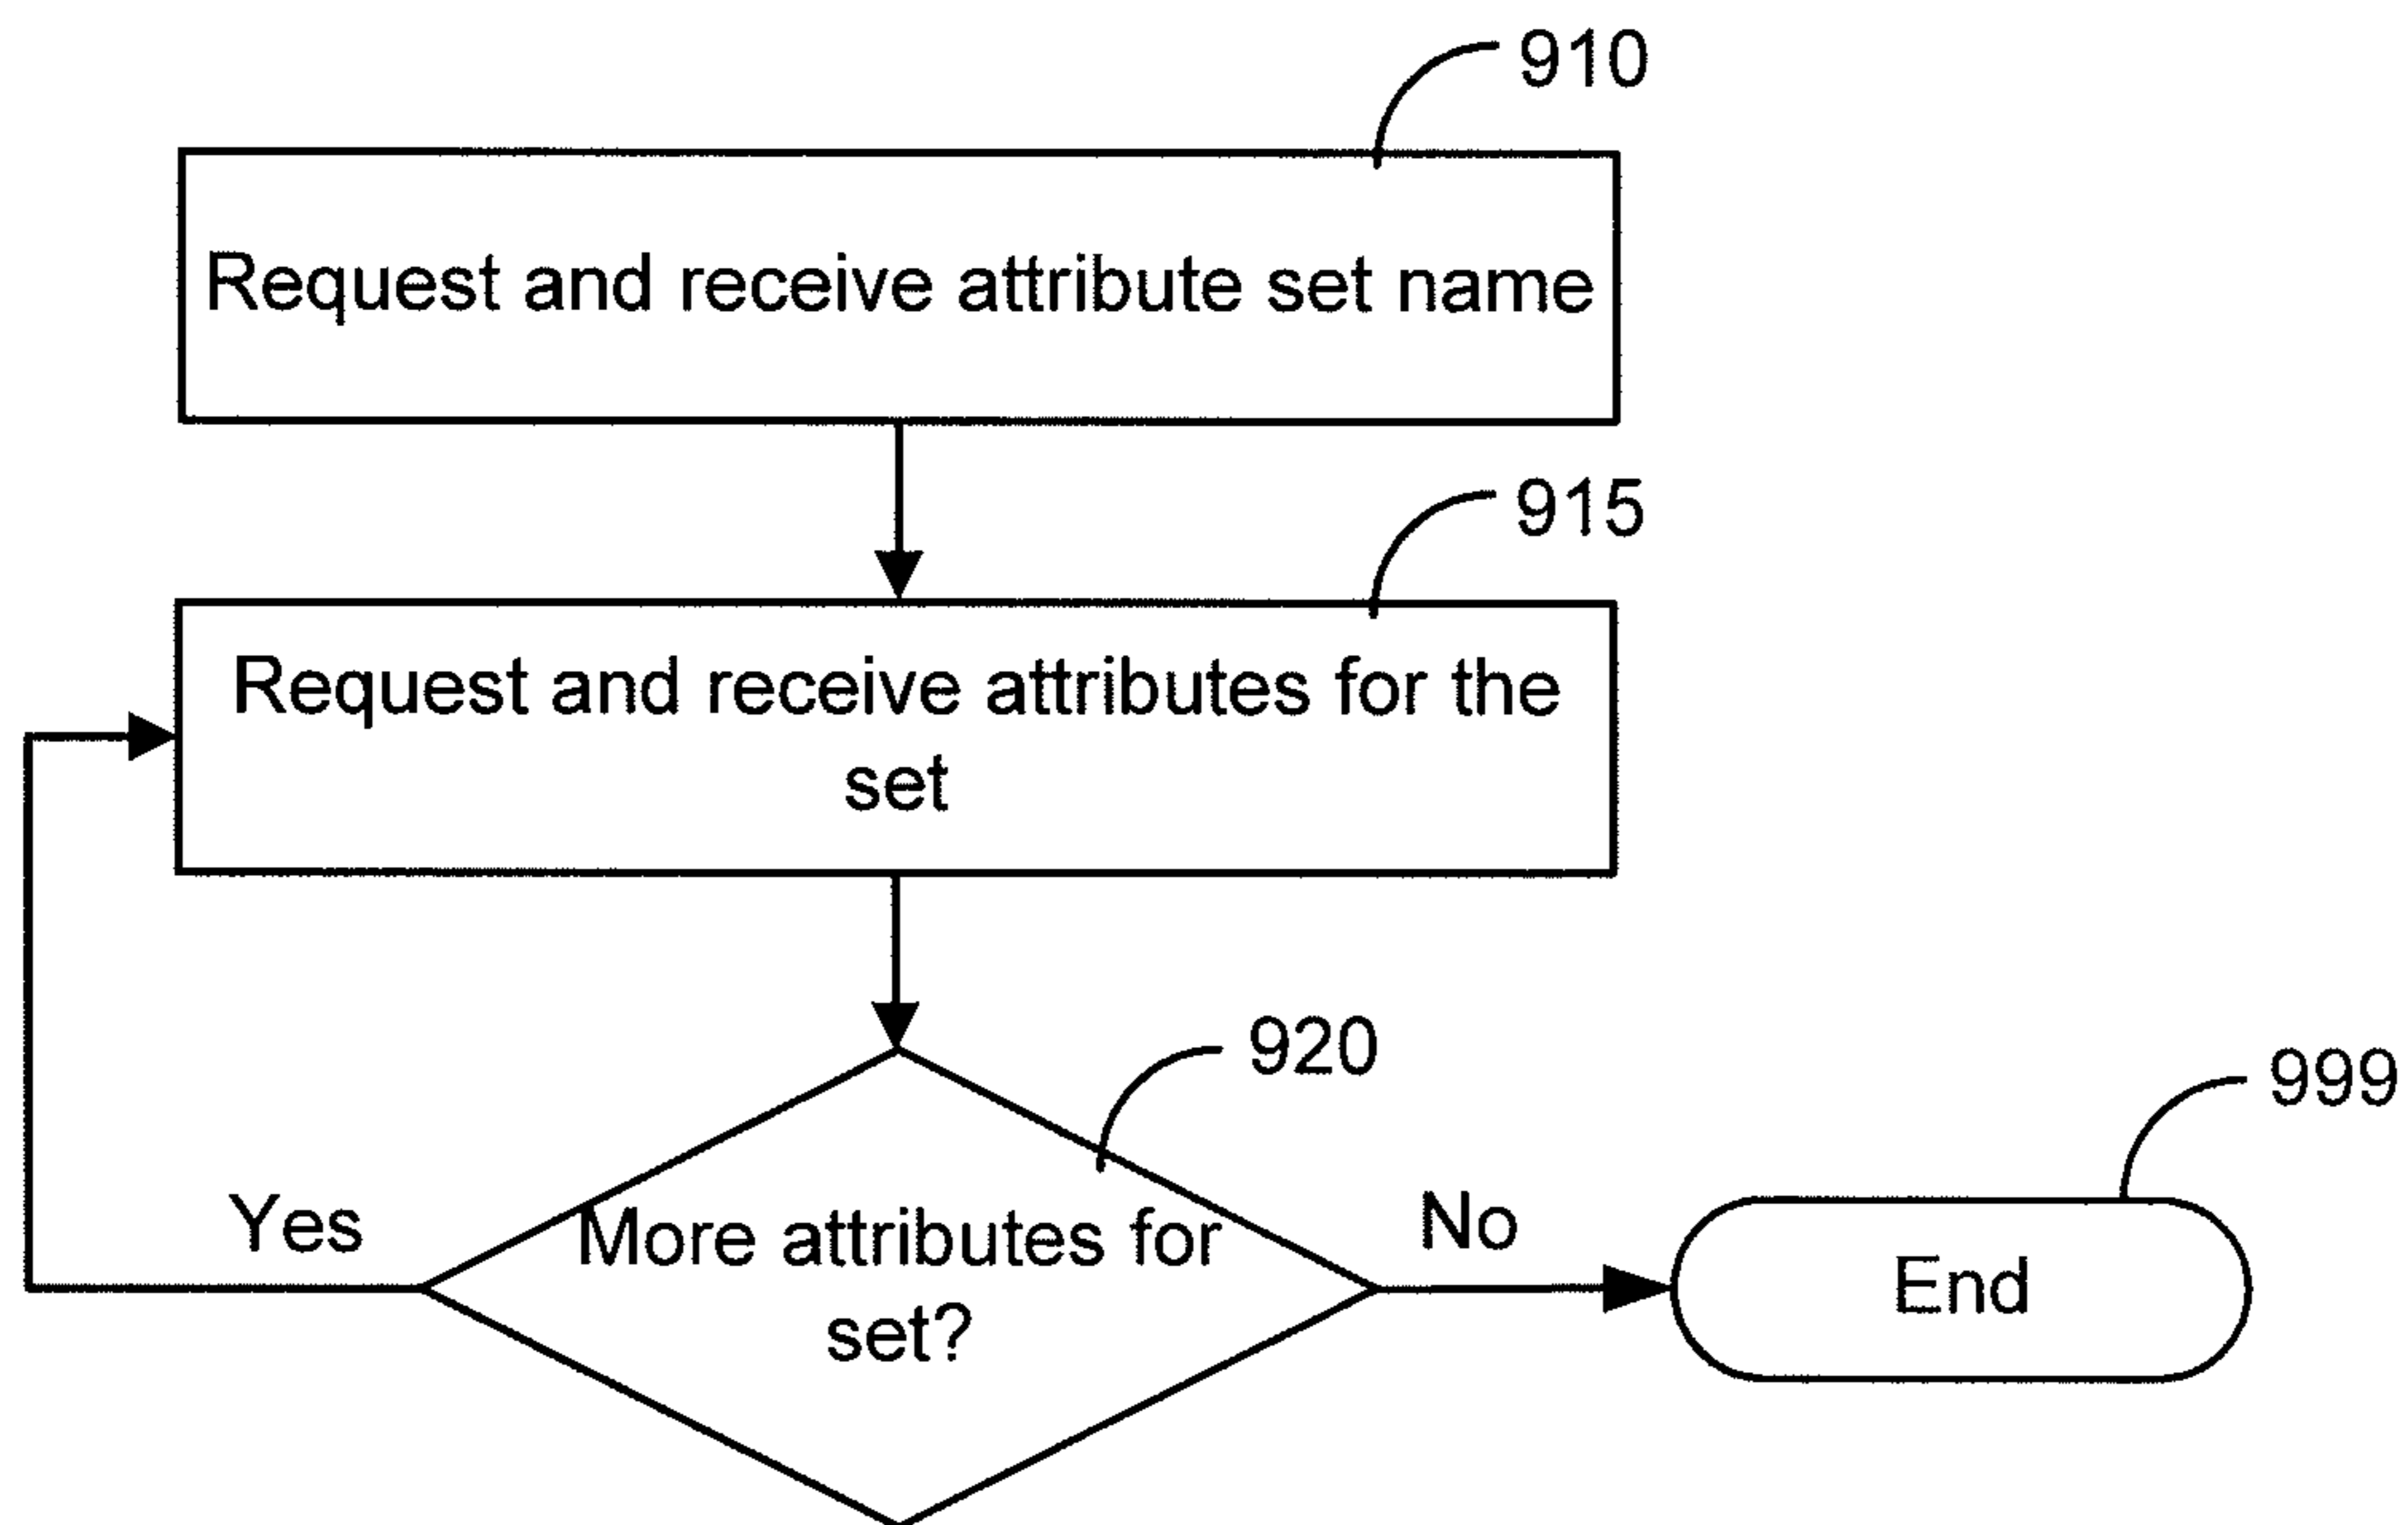 910
Request and receive attribute set name
915
Request and receive attributes for the
set
920
999
Yes
More attributes for
set?
No
End